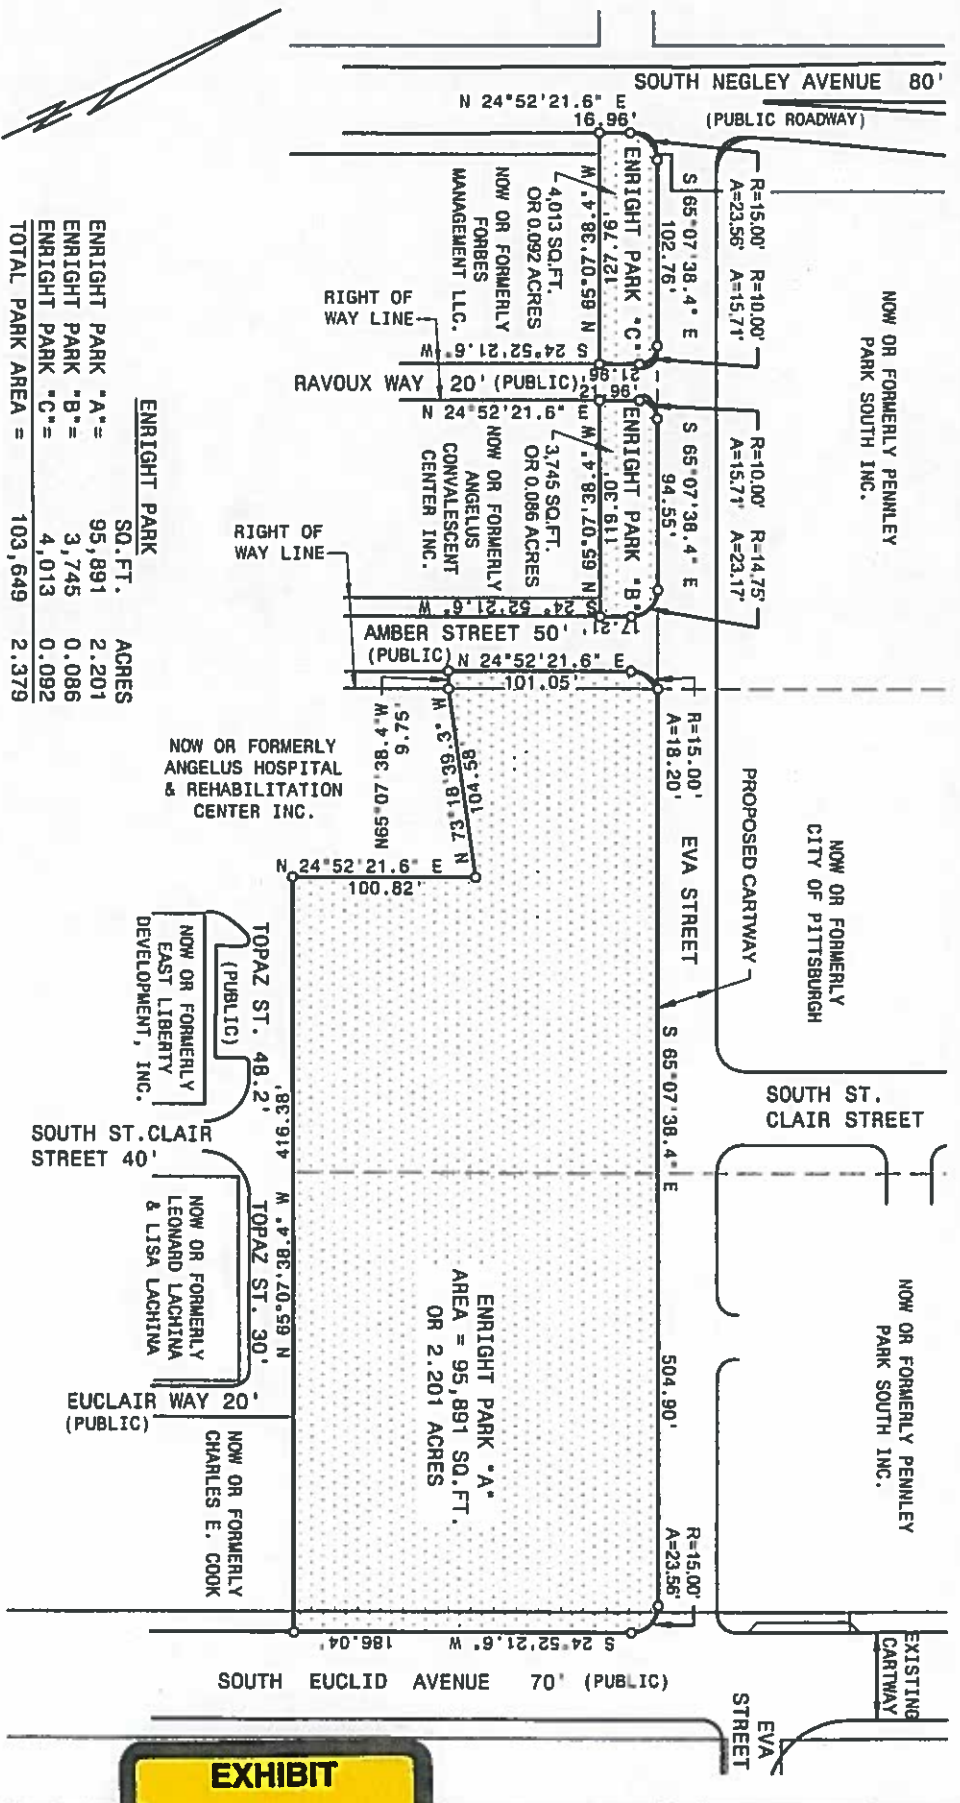 SOUTH NEGLEY AVENUE 80'
(PUBLIC ROADWAY)
N 24°52'21.6" E
16.96'
R=15.00' R=10.00'
A=23.56' A=15.71'
S 65°07'38.4" E
102.76'
ENRIGHT PARK "C"
127.76'
N 65°07'38.4" W
4,013 SQ.FT.
OR 0.092 ACRES
NOW OR FORMERLY
FORBES
MANAGEMENT LLC.
NOW OR FORMERLY PENNLEY
PARK SOUTH INC.
RIGHT OF
WAY LINE
S 24°52'21.6" W
21.96'
RAVOUX WAY 20' (PUBLIC)
21.96'
N 24°52'21.6" E
R=10.00' R=14.75'
A=15.71' A=23.17'
S 65°07'38.4" E
94.55'
ENRIGHT PARK "B"
119.30'
N 65°07'38.4" W
3,745 SQ.FT.
OR 0.086 ACRES
NOW OR FORMERLY
ANGELUS
CONVALESCENT
CENTER INC.
RIGHT OF
WAY LINE
S 24°52'21.6" W
17.21'
AMBER STREET 50'
(PUBLIC)
N 24°52'21.6" E
101.05'
R=15.00'
A=18.20'
9.75'
N65°07'38.4"W
104.58'
N 73°18'39.3" W
NOW OR FORMERLY
ANGELUS HOSPITAL
& REHABILITATION
CENTER INC.
N 24°52'21.6" E
100.82'
EVA STREET
PROPOSED CARTWAY
NOW OR FORMERLY
CITY OF PITTSBURGH
S 65°07'38.4" E
504.90'
SOUTH ST.
CLAIR STREET
TOPAZ ST. 48.2'
(PUBLIC)
NOW OR FORMERLY
EAST LIBERTY
DEVELOPMENT, INC.
SOUTH ST.CLAIR
STREET 40'
N 65°07'38.4" W 416.38'
TOPAZ ST. 30'
NOW OR FORMERLY
LEONARD LACHINA
& LISA LACHINA
EUCLAIR WAY 20'
(PUBLIC)
NOW OR FORMERLY
CHARLES E. COOK
ENRIGHT PARK "A"
AREA = 95,891 SQ.FT.
OR 2.201 ACRES
NOW OR FORMERLY PENNLEY
PARK SOUTH INC.
R=15.00'
A=23.56'
S 24°52'21.6" W 186.04'
SOUTH EUCLID AVENUE 70' (PUBLIC)
EXISTING
CARTWAY
EVA
STREET
ENRIGHT PARK
SQ.FT. ACRES
ENRIGHT PARK "A"= 95,891 2.201
ENRIGHT PARK "B"= 3,745 0.086
ENRIGHT PARK "C"= 4,013 0.092
TOTAL PARK AREA = 103,649 2.379
EXHIBIT